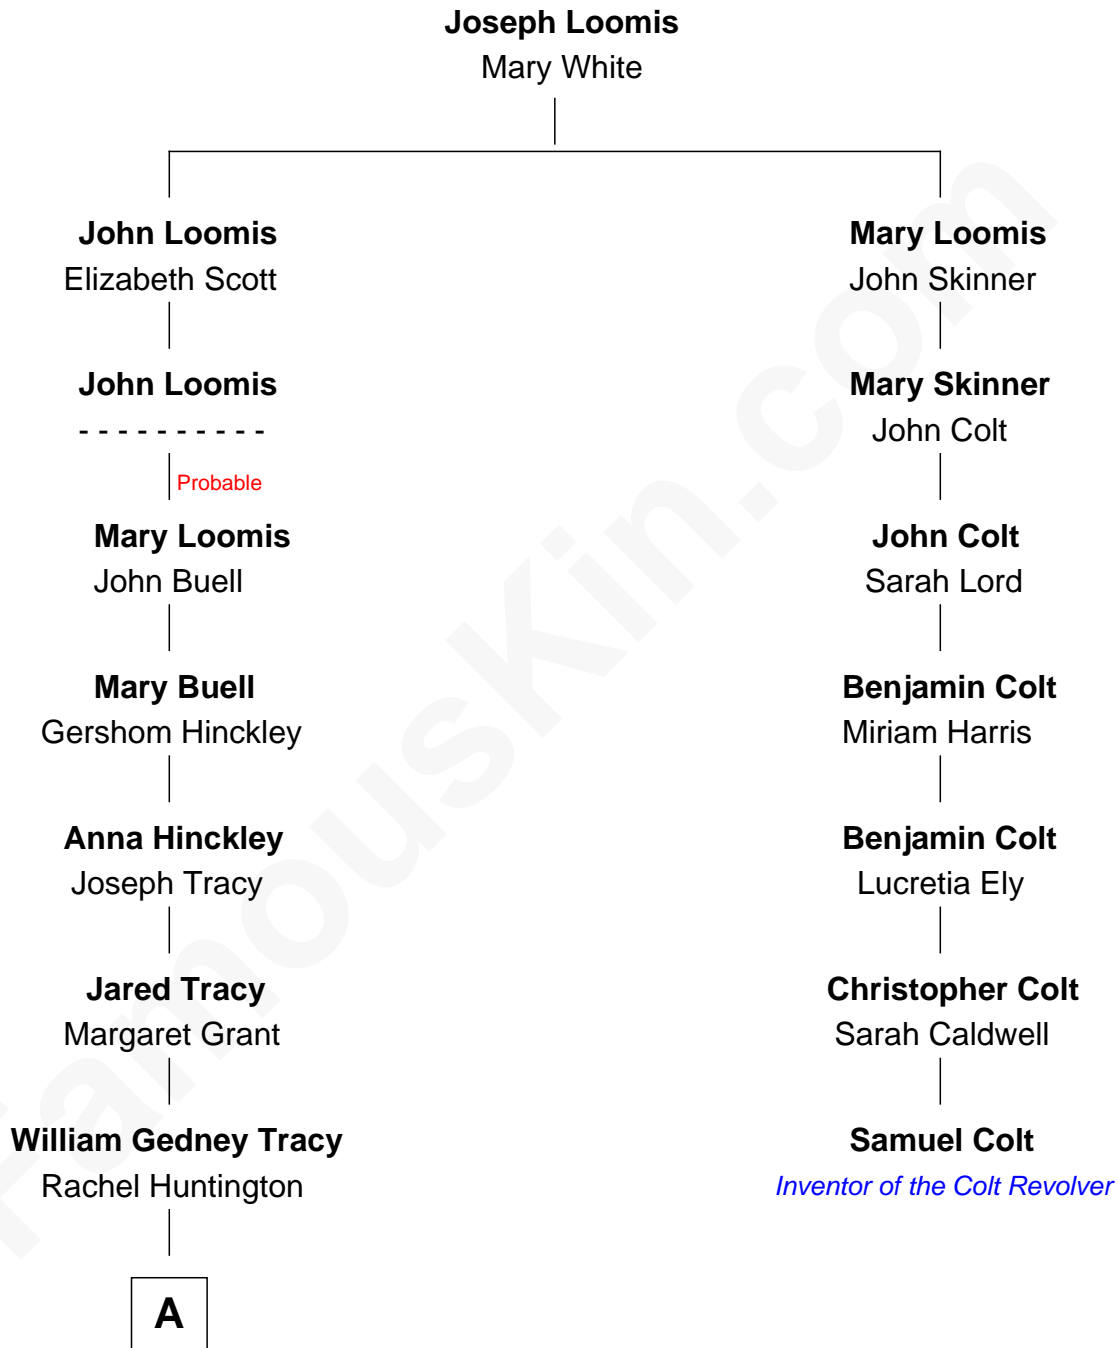 Joseph Loomis
Mary White
John Loomis
Elizabeth Scott
John Loomis
- - - - - - - - - -
Probable
Mary Loomis
John Buell
Mary Buell
Gershom Hinckley
Anna Hinckley
Joseph Tracy
Jared Tracy
Margaret Grant
William Gedney Tracy
Rachel Huntington
A
Mary Loomis
John Skinner
Mary Skinner
John Colt
John Colt
Sarah Lord
Benjamin Colt
Miriam Harris
Benjamin Colt
Lucretia Ely
Christopher Colt
Sarah Caldwell
Samuel Colt
Inventor of the Colt Revolver
FamousKin.com